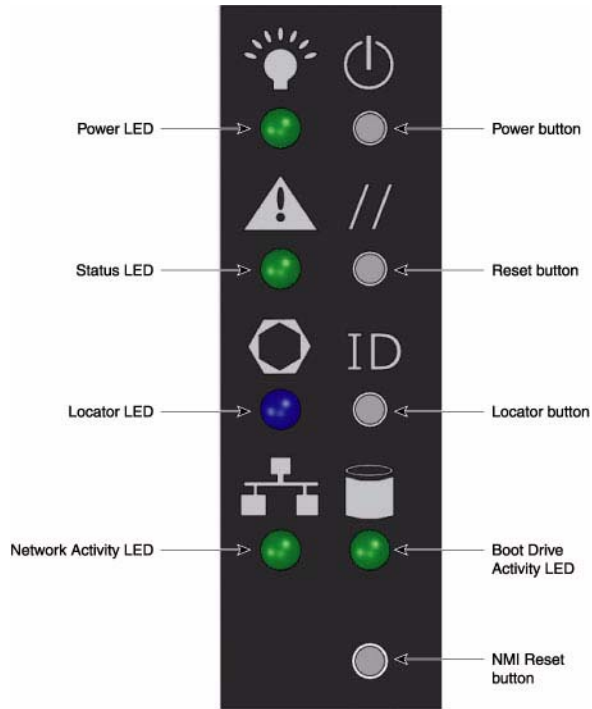 Power LED
Power button
Status LED
//
Reset button
ID
Locator LED
Locator button
Network Activity LED
Boot Drive
Activity LED
NMI Reset
button